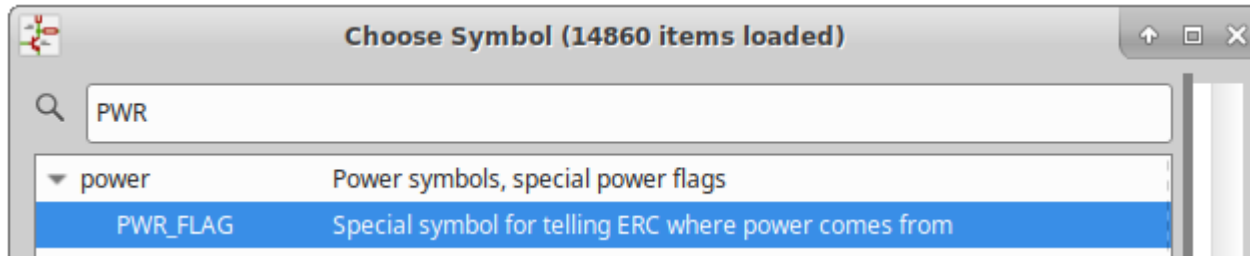 Choose Symbol (14860 items loaded)
PWR
power Power symbols, special power flags
PWR_FLAG Special symbol for telling ERC where power comes from